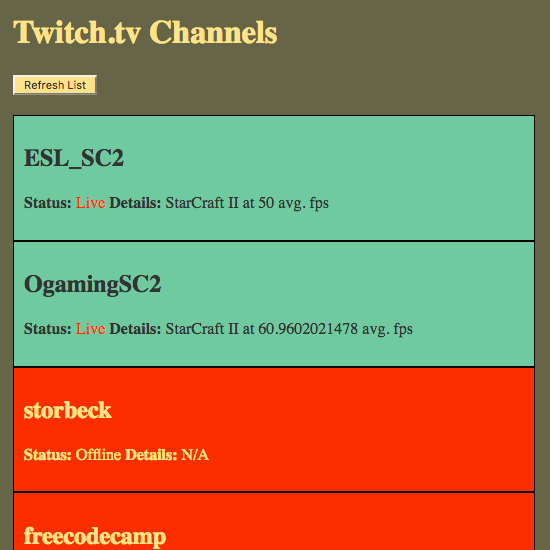 Twitch.tv Channels
Refresh List
ESL_SC2
Status: Live Details: StarCraft II at 50 avg. fps
OgamingSC2
Status: Live Details: StarCraft II at 60.9602021478 avg. fps
storbeck
Status: Offline Details: N/A
freecodecamp